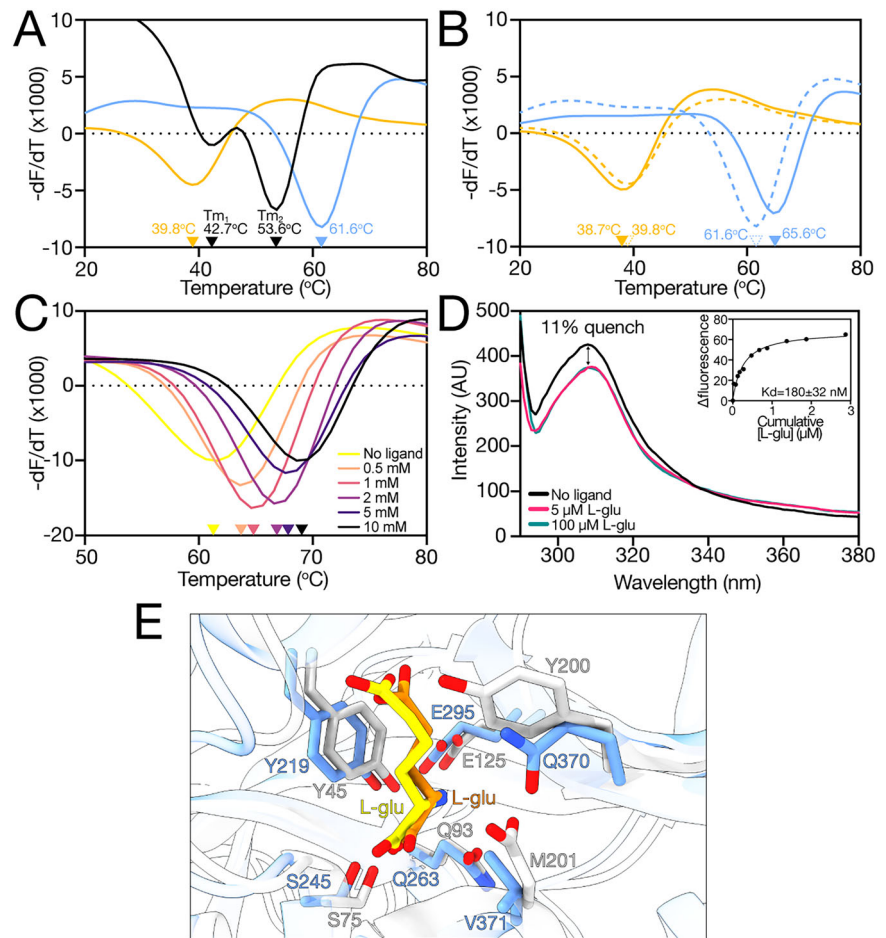 A
-dF/dT (x1000)
10
5
0
-5
-10
39.8°C
Tm1
42.7°C
Tm2
53.6°C
61.6°C
20
40
60
80
Temperature (°C)
B
-dF/dT (x1000)
10
5
0
-5
-10
38.7°C
39.8°C
61.6°C
65.6°C
20
40
60
80
Temperature (°C)
C
-dF/dT (x1000)
10
0
-10
-20
No ligand
0.5 mM
1 mM
2 mM
5 mM
10 mM
50
60
70
80
Temperature (°C)
D
Intensity (AU)
500
400
300
200
100
0
11% quench
No ligand
5 μM L-glu
100 μM L-glu
300
320
340
360
380
Wavelength (nm)
Δfluorescence
80
60
40
20
0
Kd=180±32 nM
0
1
2
3
Cumulative
[L-glu] (μM)
E
Y200
E295
Y219
E125
Q370
Y45
L-glu
L-glu
Q93
M201
S245
Q263
S75
V371